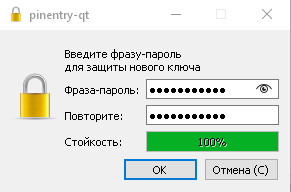 pinentry-qt
Введите фразу-пароль
для защиты нового ключа
Фраза-пароль: ●●●●●●●●●●●
Повторите: ●●●●●●●●●●●
Стойкость: 100%
OK Отмена (C)